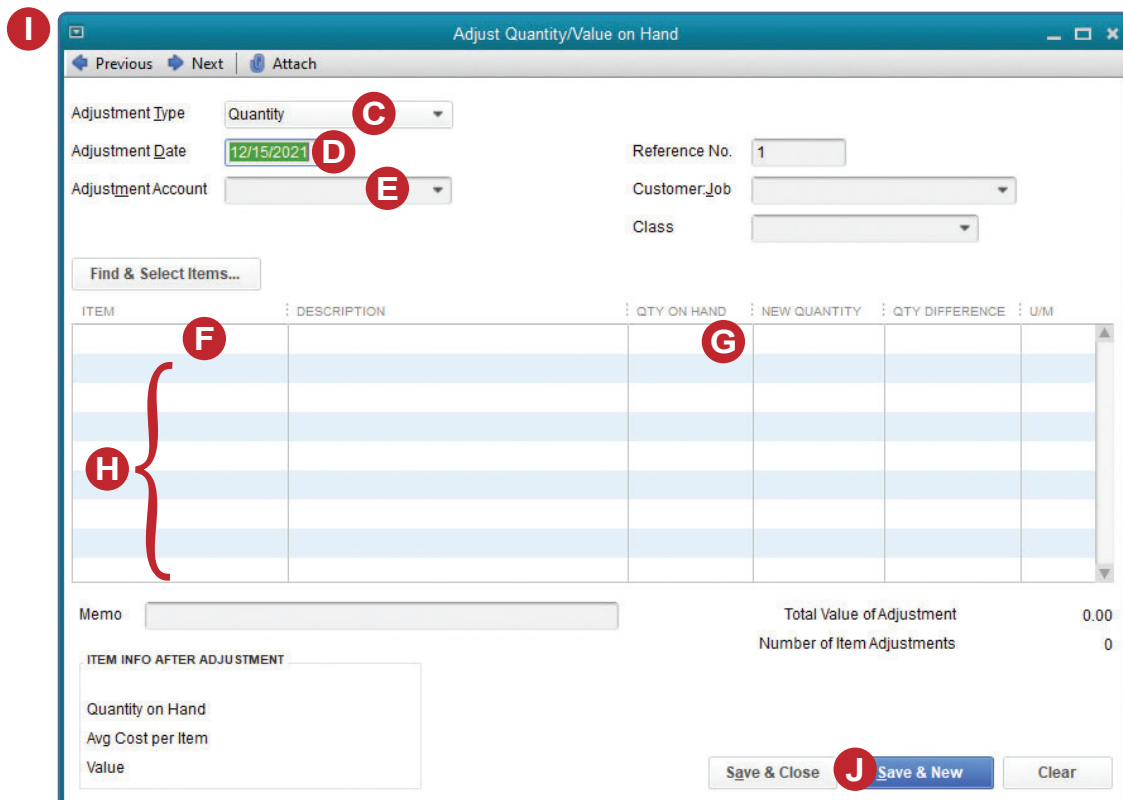 I
Adjust Quantity/Value on Hand
Previous Next Attach
Adjustment Type Quantity C
Adjustment Date 12/15/2021 D Reference No. 1
Adjustment Account E Customer:Job
Class
Find & Select Items...
ITEM DESCRIPTION QTY ON HAND NEW QUANTITY QTY DIFFERENCE U/M
F G
H
Memo Total Value of Adjustment 0.00
Number of Item Adjustments 0
ITEM INFO AFTER ADJUSTMENT
Quantity on Hand
Avg Cost per Item
Value
Save & Close J Save & New Clear